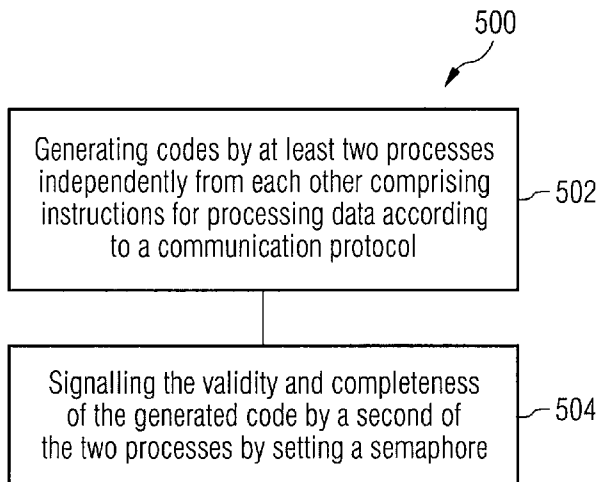 500
Generating codes by at least two processes
independently from each other comprising
instructions for processing data according
to a communication protocol
502
Signalling the validity and completeness
of the generated code by a second of
the two processes by setting a semaphore
504